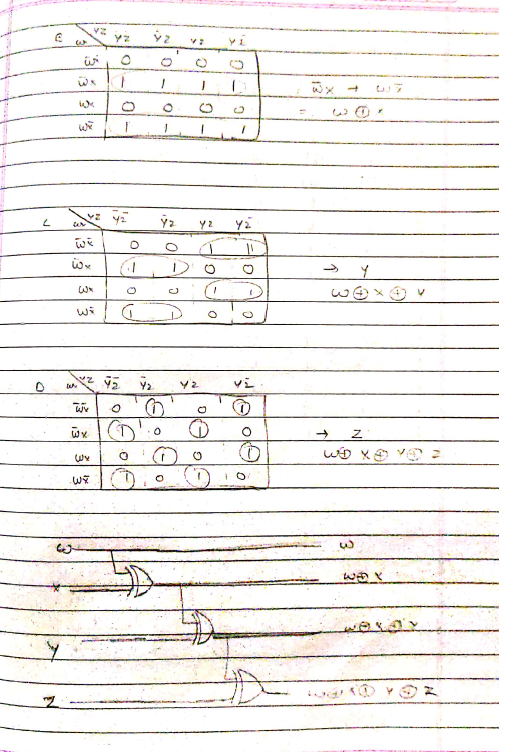 yz yz ȳz yz yz̄
w̄x̄ 0 0 0 0
w̄x 1 1 1 1 w̄x + wx̄
wx 0 0 0 0 = w ⊕ x
wx̄ 1 1 1 1
yz ȳz̄ ȳz yz yz̄
w̄x̄ 0 0 1 1
w̄x 1 1 0 0 → Y
wx 0 0 1 1 w ⊕ x ⊕ Y
wx̄ 1 1 0 0
D wx yz ȳz̄ ȳz yz yz̄
w̄x̄ 0 1 0 1
w̄x 1 0 1 0 → Z
wx 0 1 0 1 w ⊕ x ⊕ Y ⊕ Z
wx̄ 1 0 1 0
w w
x w ⊕ x
Y w ⊕ x ⊕ Y
Z w ⊕ x ⊕ Y ⊕ Z